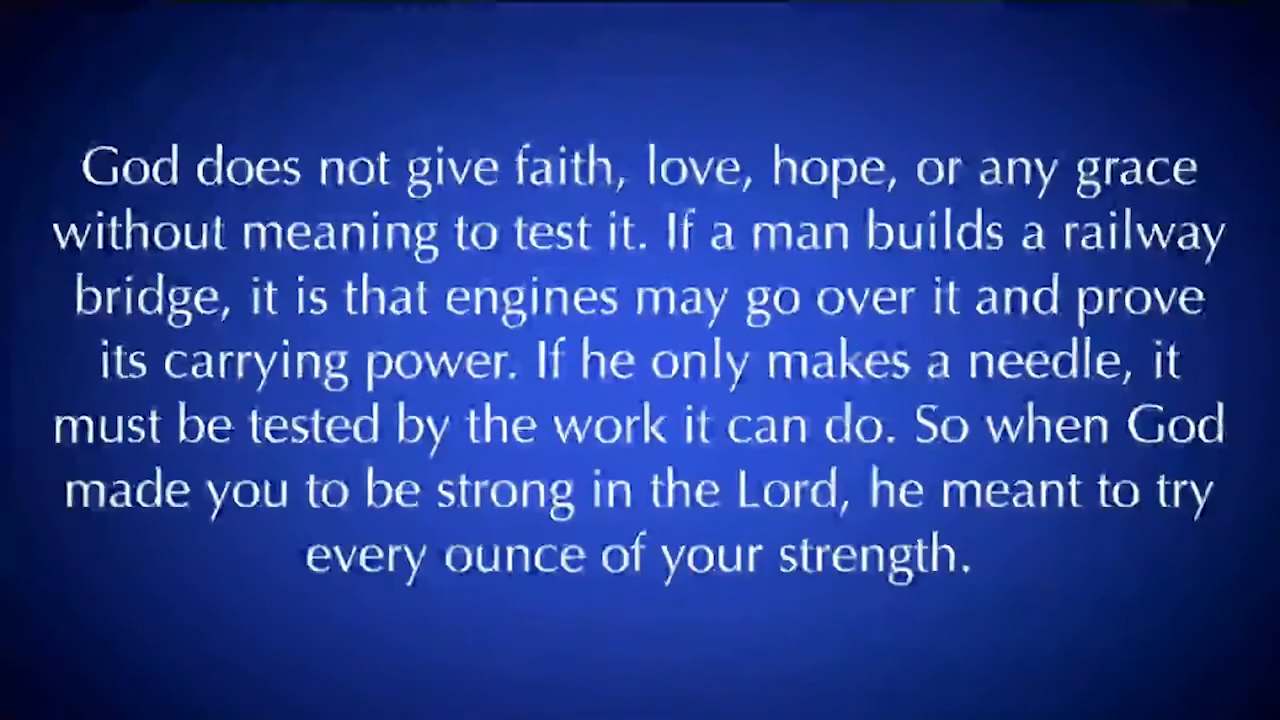 God does not give faith, love, hope, or any grace
without meaning to test it. If a man builds a railway
bridge, it is that engines may go over it and prove
its carrying power. If he only makes a needle, it
must be tested by the work it can do. So when God
made you to be strong in the Lord, he meant to try
every ounce of your strength.